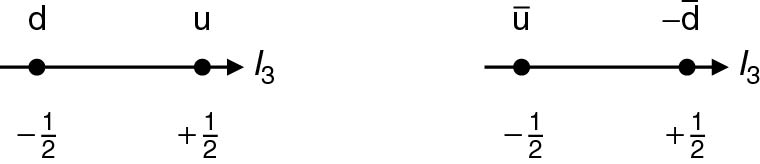 d u ū –d̄
I₃ I₃
–1/2 +1/2 –1/2 +1/2